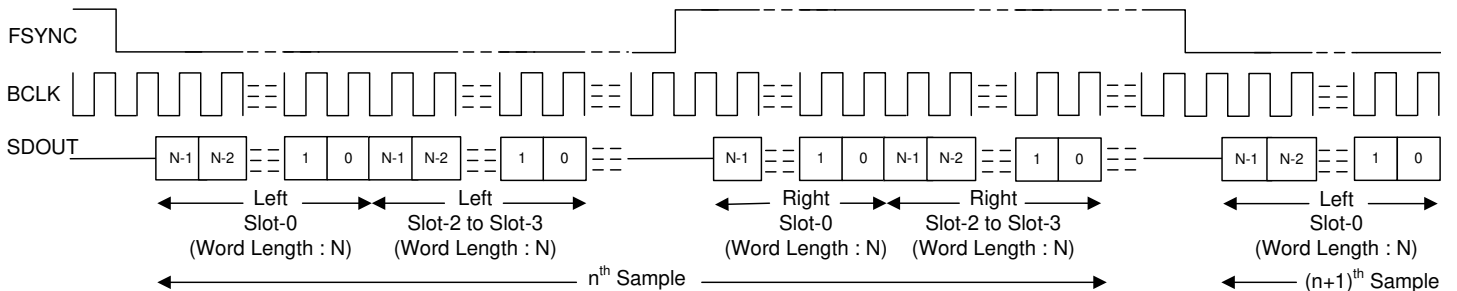 FSYNC
BCLK
SDOUT
N-1 N-2 1 0 N-1 N-2 1 0 N-1 1 0 N-1 N-2 1 0 N-1 N-2 1 0
Left Left Right Right Left
Slot-0 Slot-2 to Slot-3 Slot-0 Slot-2 to Slot-3 Slot-0
(Word Length : N) (Word Length : N) (Word Length : N) (Word Length : N) (Word Length : N)
nth Sample (n+1)th Sample